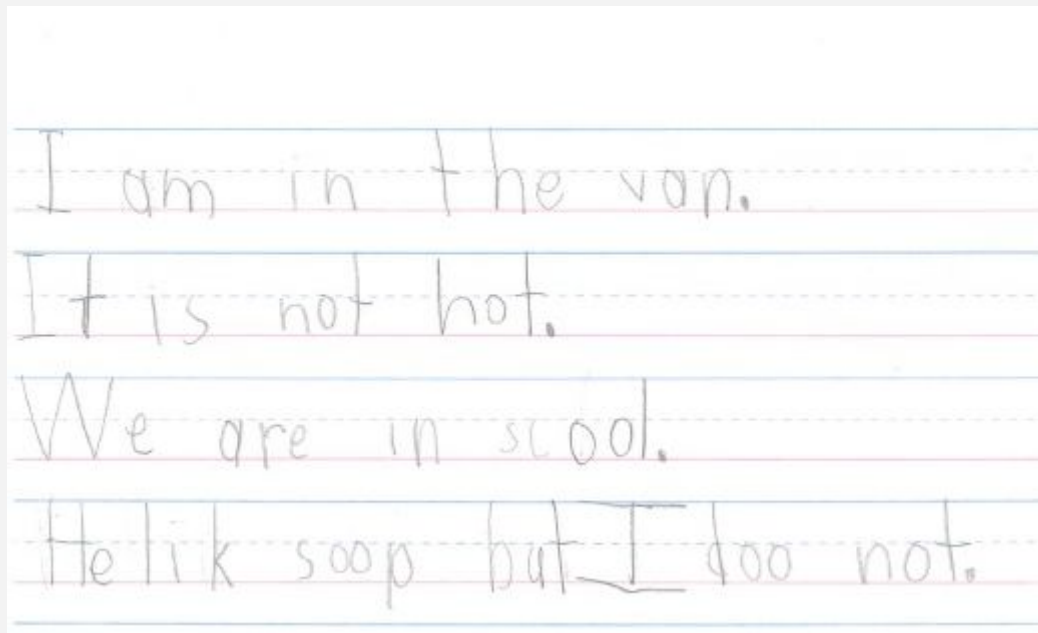 I am in the van.
It is not hot.
We are in scool.
He lik soop but I doo not.